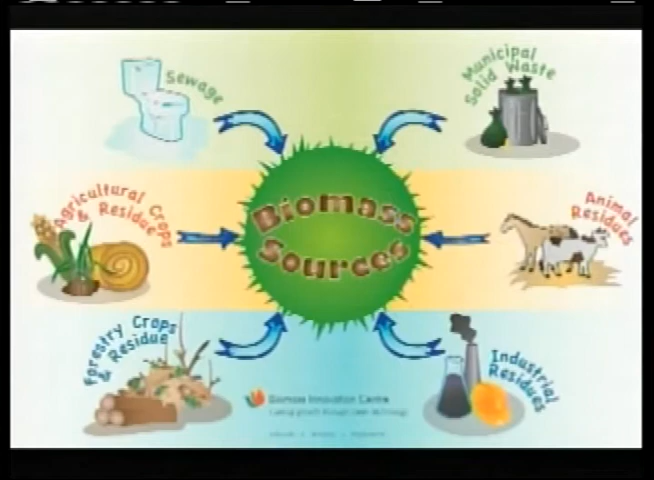 Sewage
Municipal
Solid Waste
Agricultural Crops
& Residue
Biomass
Sources
Animal
Residues
Forestry Crops
& Residue
Industrial
Residues
Biomass Innovation Centre